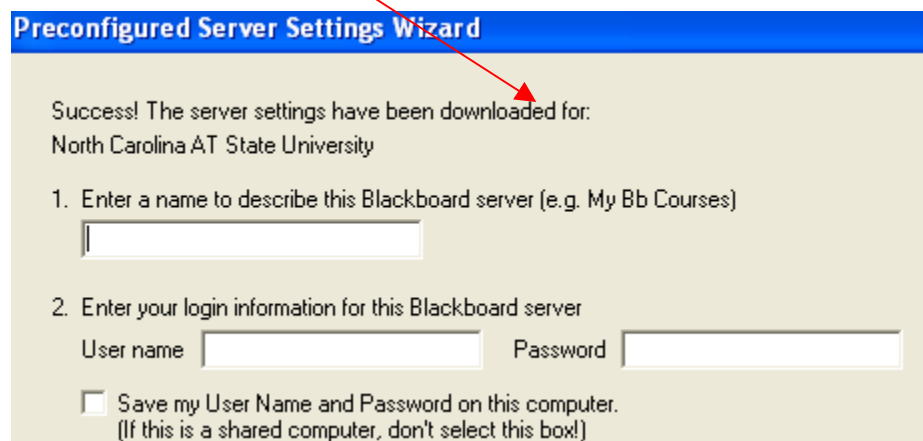 Preconfigured Server Settings Wizard
Success! The server settings have been downloaded for:
North Carolina AT State University
1. Enter a name to describe this Blackboard server (e.g. My Bb Courses)
2. Enter your login information for this Blackboard server
User name Password
Save my User Name and Password on this computer.
(If this is a shared computer, don't select this box!)